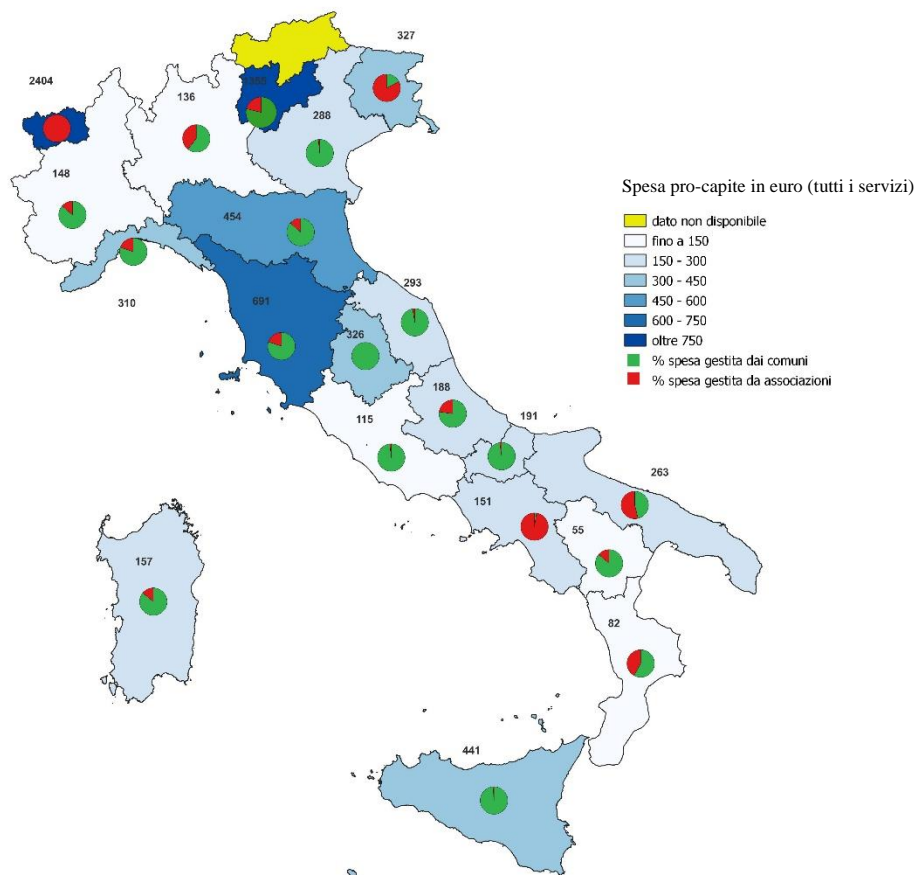 327
2404
136
288
148
454
293
310
691
326
188
191
115
263
151
55
157
82
441
Spesa pro-capite in euro (tutti i servizi)
dato non disponibile
fino a 150
150 - 300
300 - 450
450 - 600
600 - 750
oltre 750
% spesa gestita dai comuni
% spesa gestita da associazioni